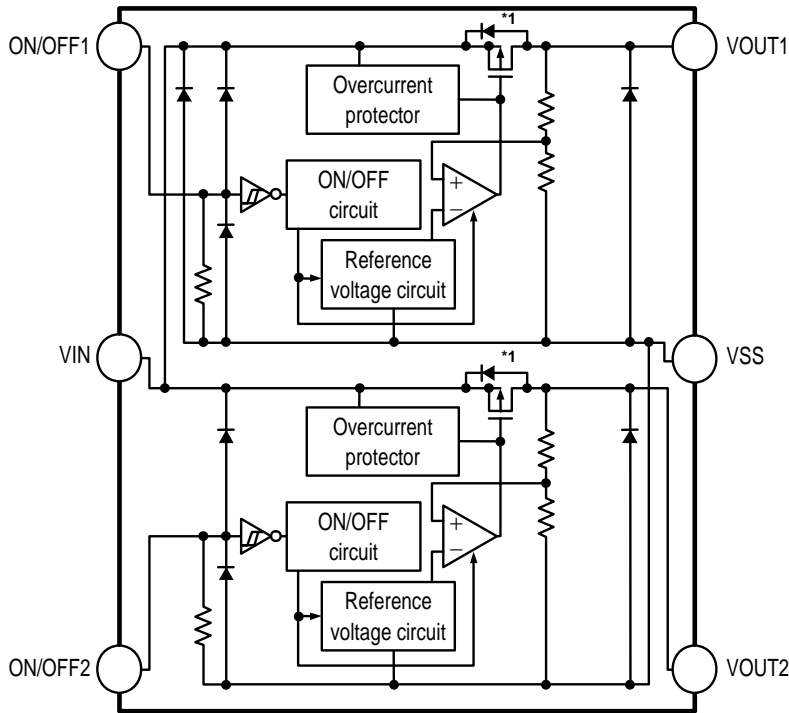 ON/OFF1
*1
VOUT1
Overcurrent
protector
ON/OFF
circuit
+
−
Reference
voltage circuit
VIN
VSS
*1
Overcurrent
protector
ON/OFF
circuit
+
−
Reference
voltage circuit
ON/OFF2
VOUT2